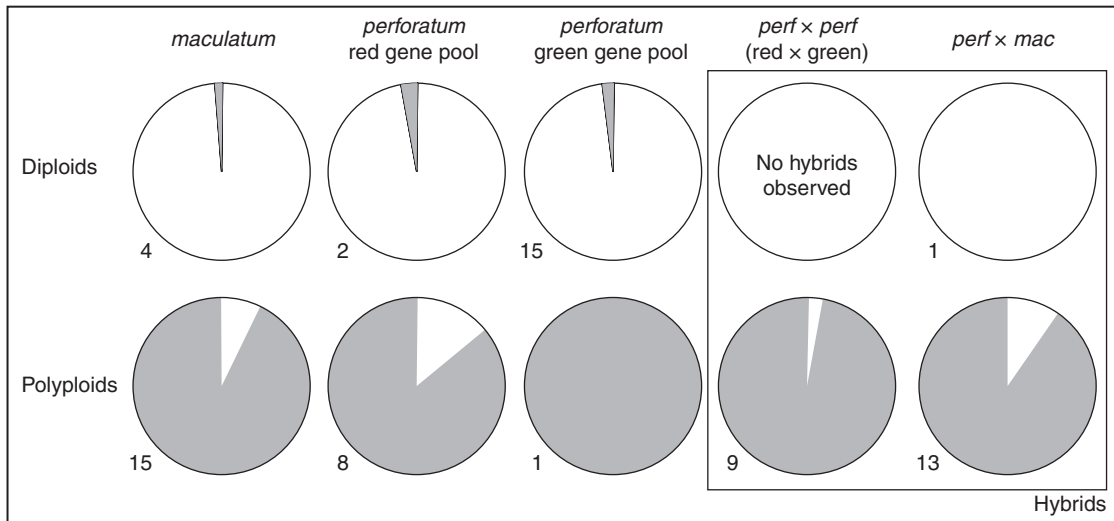 maculatum
perforatum
red gene pool
perforatum
green gene pool
perf × perf
(red × green)
perf × mac
Diploids
No hybrids
observed
4
2
15
1
Polyploids
15
8
1
9
13
Hybrids